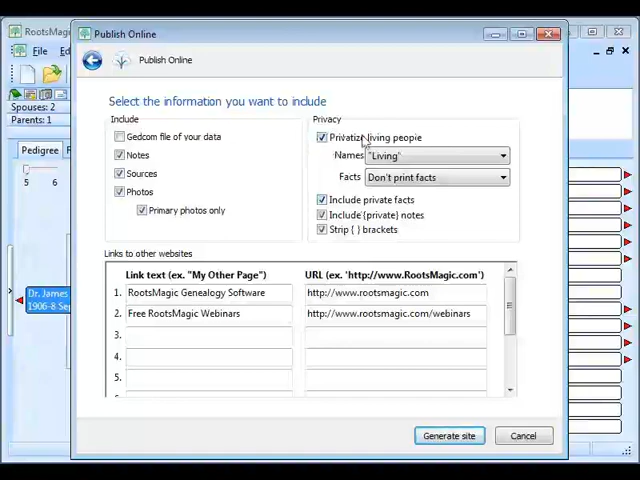 RootsMagic
Publish Online
File
Publish Online
Spouses: 2
Parents: 1
Select the information you want to include
Include
Privacy
Gedcom file of your data
Privatize living people
Notes
Names
"Living"
Sources
Facts
Don't print facts
Photos
Include private facts
Primary photos only
Include {private} notes
Strip { } brackets
Pedigree
5 6
Links to other websites
Link text (ex. "My Other Page")
URL (ex. 'http://www.RootsMagic.com')
1. RootsMagic Genealogy Software
http://www.rootsmagic.com
2. Free RootsMagic Webinars
http://www.rootsmagic.com/webinars
3.
4.
5.
Dr. James
1906-8 Sep
Generate site
Cancel